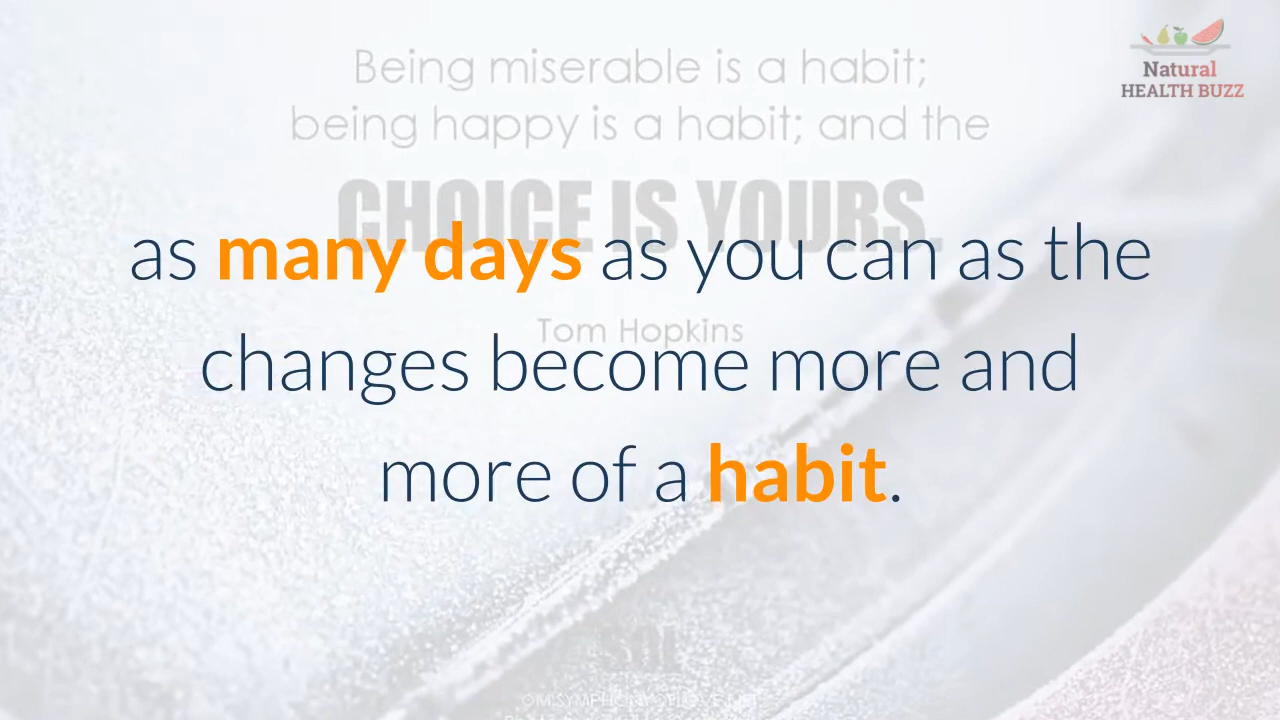 Being miserable is a habit;
being happy is a habit; and the
CHOICE IS YOURS.
Tom Hopkins
as many days as you can as the
changes become more and
more of a habit.
Natural
HEALTH BUZZ